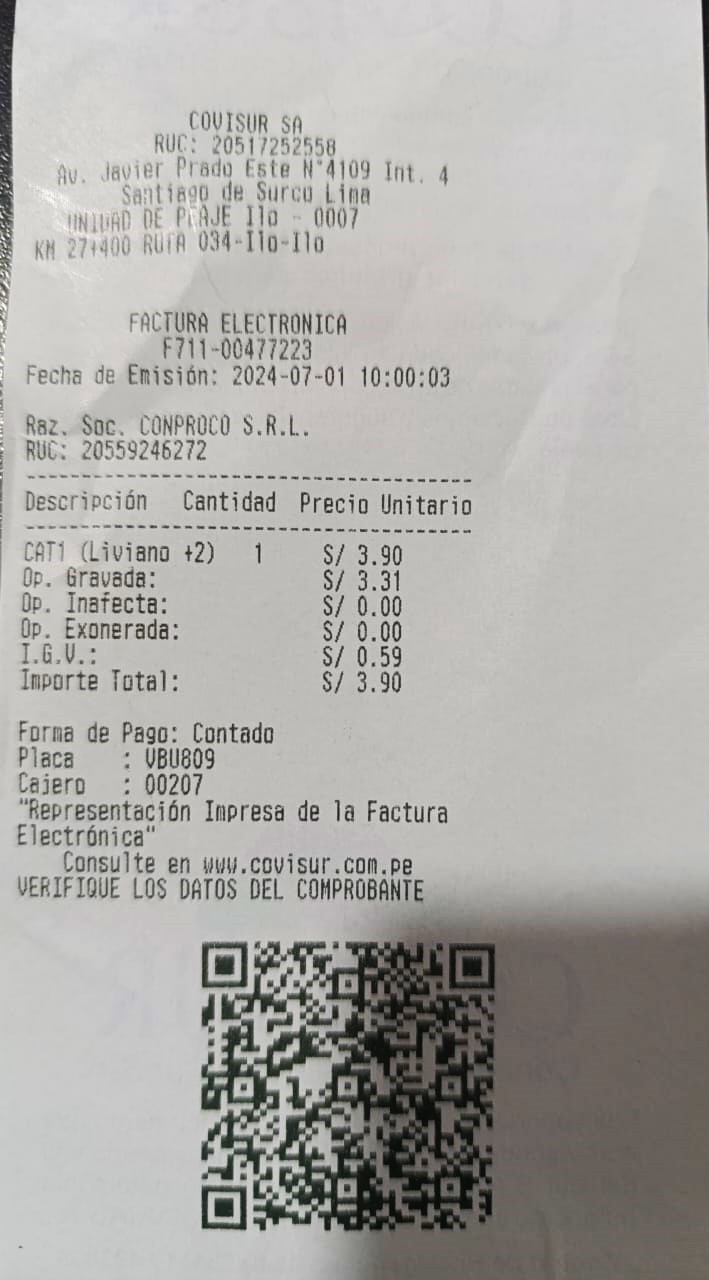 COVISUR SA
RUC: 20517252558
Av. Javier Prado Este N°4109 Int. 4
Santiago de Surco Lima
UNIDAD DE PEAJE Ilo - 0007
KM 27+400 RUTA 034-Ilo-Ilo
FACTURA ELECTRONICA
F711-00477223
Fecha de Emisión: 2024-07-01 10:00:03
Raz. Soc. CONPROCO S.R.L.
RUC: 20559246272
Descripción Cantidad Precio Unitario
CAT1 (Liviano +2) 1 S/ 3.90
Op. Gravada: S/ 3.31
Op. Inafecta: S/ 0.00
Op. Exonerada: S/ 0.00
I.G.V.: S/ 0.59
Importe Total: S/ 3.90
Forma de Pago: Contado
Placa : VBU809
Cajero : 00207
"Representación Impresa de la Factura
Electrónica"
Consulte en www.covisur.com.pe
VERIFIQUE LOS DATOS DEL COMPROBANTE